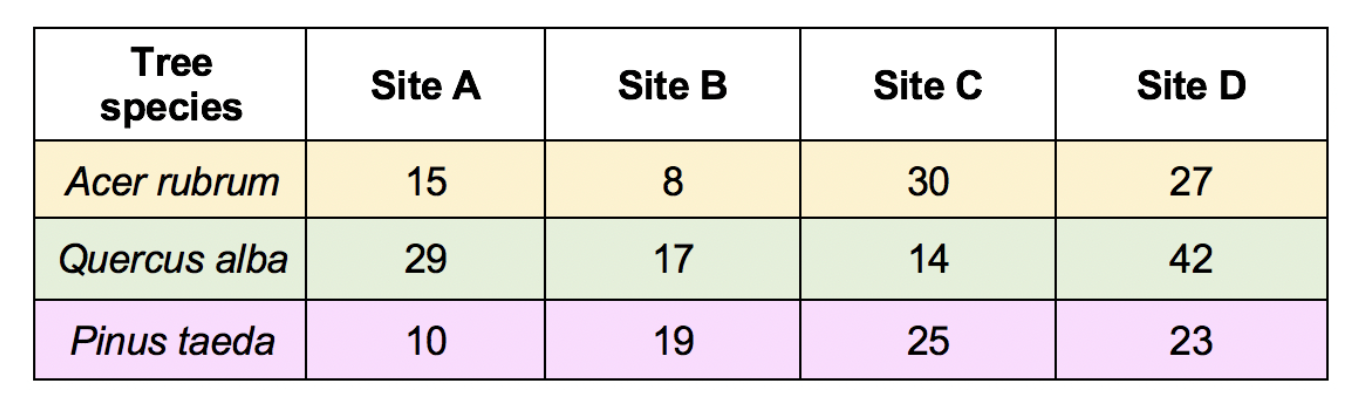 Tree species Site A Site B Site C Site D
Acer rubrum 15 8 30 27
Quercus alba 29 17 14 42
Pinus taeda 10 19 25 23